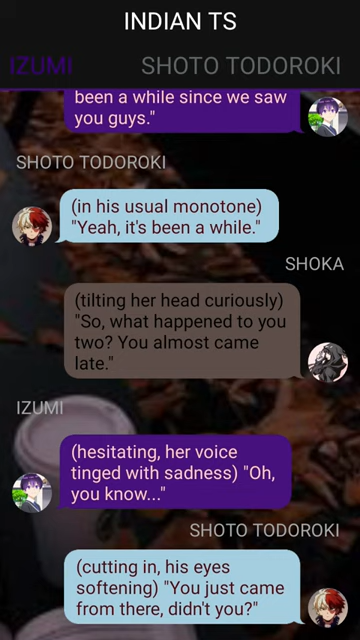 INDIAN TS
IZUMI SHOTO TODOROKI
been a while since we saw
you guys."
SHOTO TODOROKI
(in his usual monotone)
"Yeah, it's been a while."
SHOKA
(tilting her head curiously)
"So, what happened to you
two? You almost came
late."
IZUMI
(hesitating, her voice
tinged with sadness) "Oh,
you know..."
SHOTO TODOROKI
(cutting in, his eyes
softening) "You just came
from there, didn't you?"